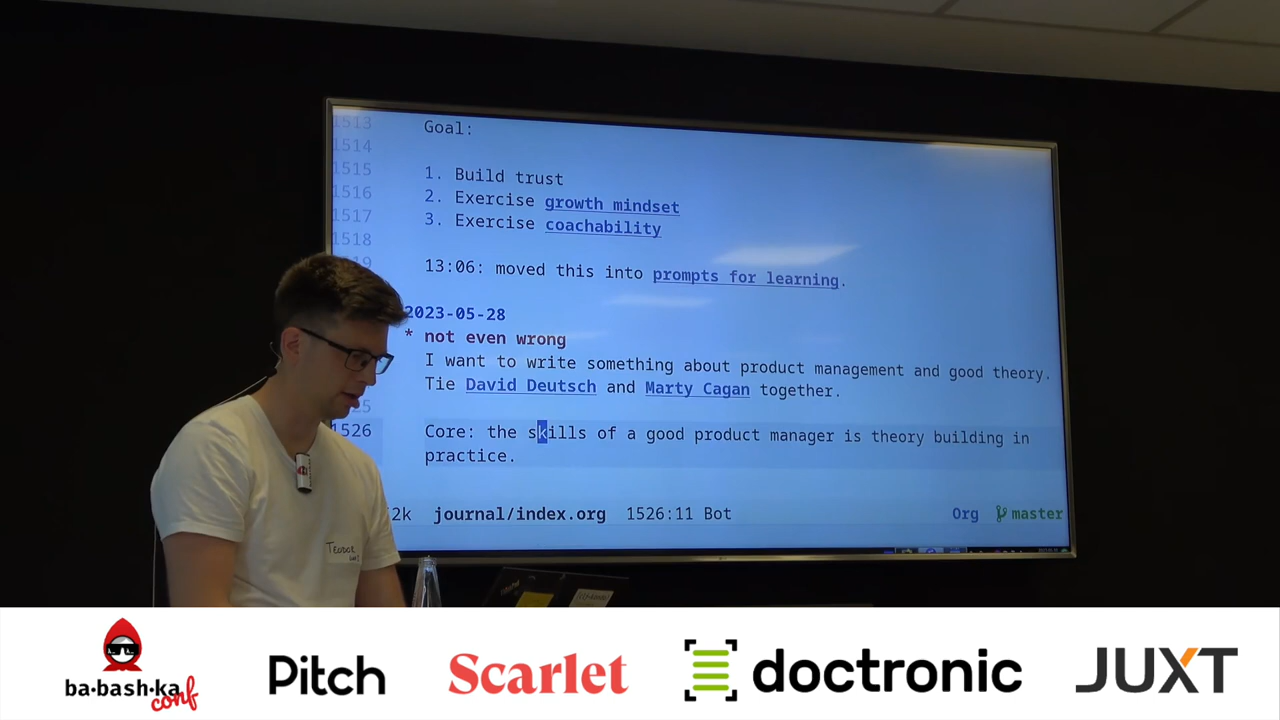 1513
Goal:
1514
1515
1. Build trust
1516
2. Exercise growth mindset
1517
3. Exercise coachability
1518
13:06: moved this into prompts for learning.
2023-05-28
* not even wrong
I want to write something about product management and good theory.
Tie David Deutsch and Marty Cagan together.
1526
Core: the skills of a good product manager is theory building in
practice.
2k journal/index.org 1526:11 Bot Org master
TEODOR
ba·bash·ka
conf
Pitch
Scarlet
doctronic
JUXT